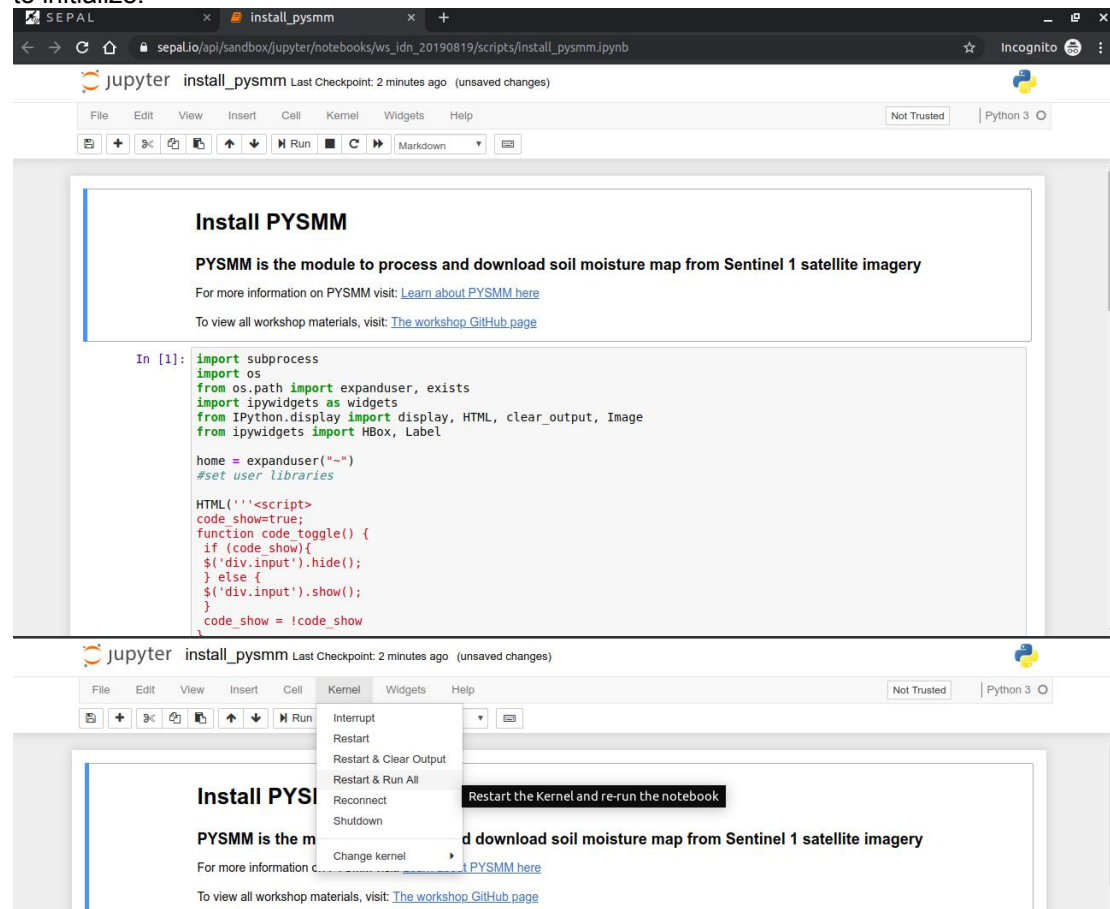 to initialize.
SEPAL × install_pysmm × +
sepal.io/api/sandbox/jupyter/notebooks/ws_idn_20190819/scripts/install_pysmm.ipynb Incognito
jupyter install_pysmm Last Checkpoint: 2 minutes ago (unsaved changes)
File Edit View Insert Cell Kernel Widgets Help Not Trusted Python 3
Run Markdown
Install PYSMM
PYSMM is the module to process and download soil moisture map from Sentinel 1 satellite imagery
For more information on PYSMM visit: Learn about PYSMM here
To view all workshop materials, visit: The workshop GitHub page
In [1]: import subprocess
import os
from os.path import expanduser, exists
import ipywidgets as widgets
from IPython.display import display, HTML, clear_output, Image
from ipywidgets import HBox, Label
home = expanduser("~")
#set user libraries
HTML('''<script>
code_show=true;
function code_toggle() {
if (code_show){
$('div.input').hide();
} else {
$('div.input').show();
}
code_show = !code_show
}
jupyter install_pysmm Last Checkpoint: 2 minutes ago (unsaved changes)
File Edit View Insert Cell Kernel Widgets Help Not Trusted Python 3
Run Interrupt
Restart
Restart & Clear Output
Restart & Run All
Install PYS Reconnect Restart the Kernel and re-run the notebook
Shutdown
PYSMM is the m d download soil moisture map from Sentinel 1 satellite imagery
Change kernel
For more information t PYSMM here
To view all workshop materials, visit: The workshop GitHub page